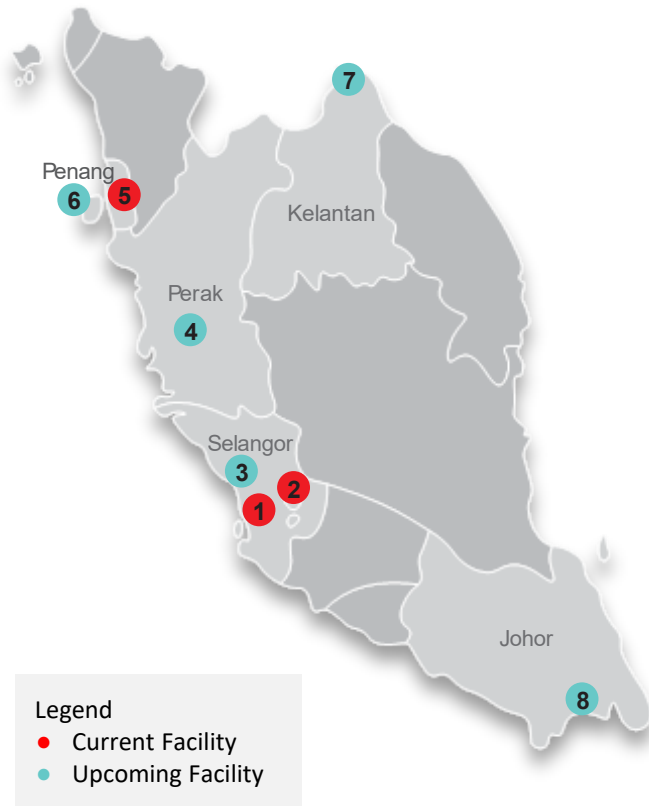 7
Penang
5
6
Kelantan
Perak
4
Selangor
3
2
1
Johor
8
Legend
Current Facility
Upcoming Facility